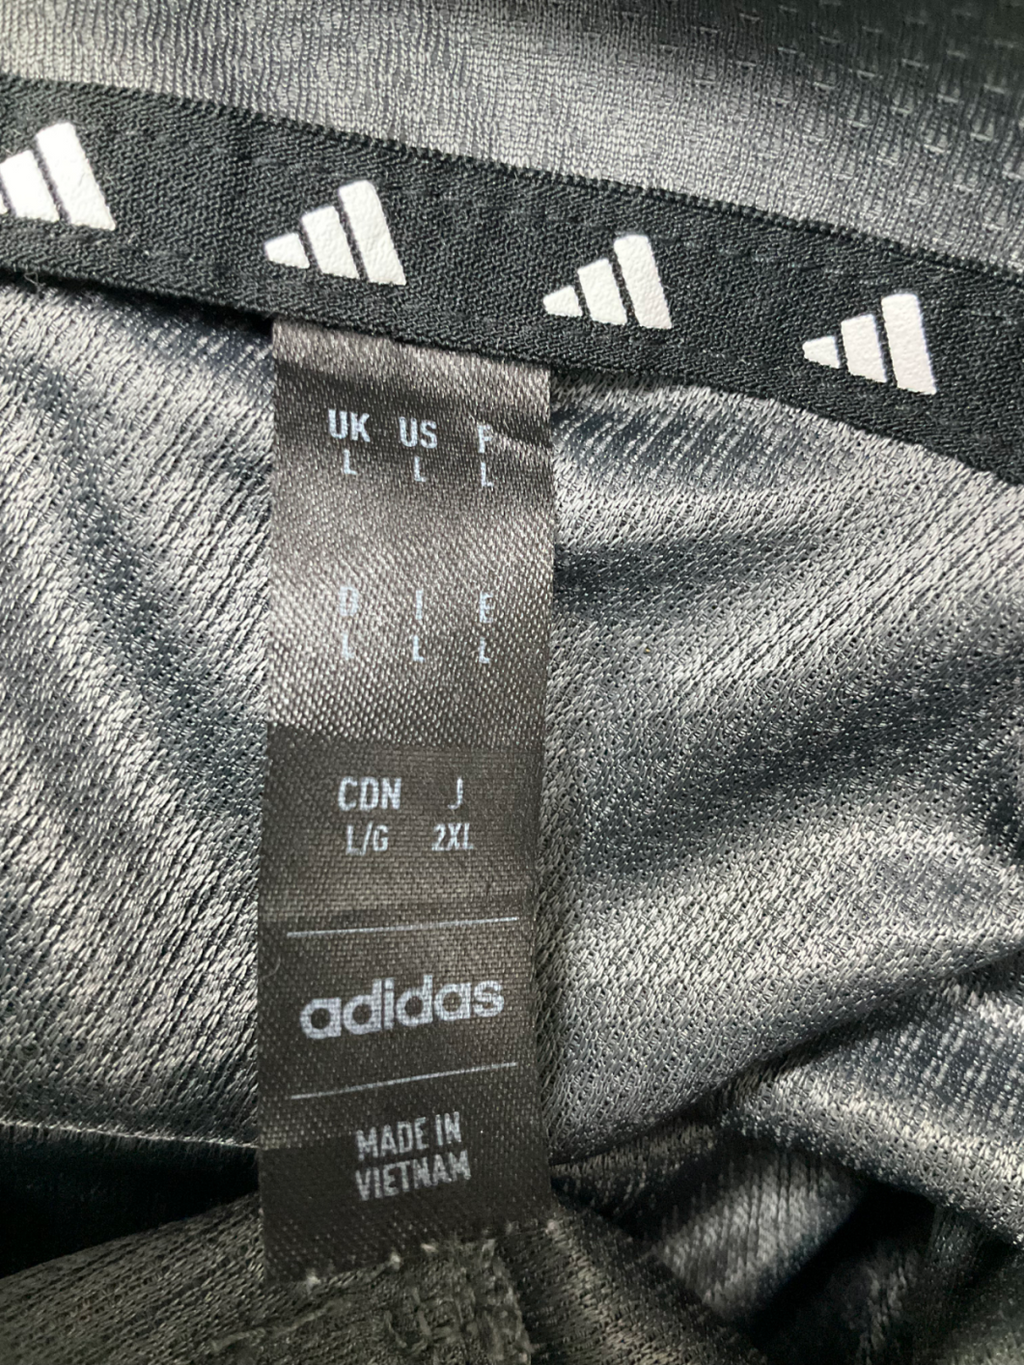 UK US F
L L L
D I E
L L L
CDN J
L/G 2XL
adidas
MADE IN
VIETNAM